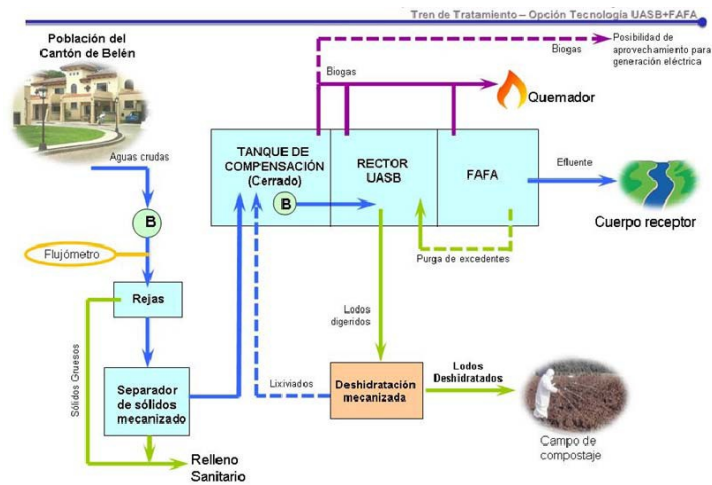 Tren de Tratamiento – Opción Tecnología UASB+FAFA
Población del
Cantón de Belén
Biogas
Posibilidad de
aprovechamiento para
generación eléctrica
Biogas
Quemador
Aguas crudas
TANQUE DE
COMPENSACIÓN
(Cerrado)
RECTOR
UASB
FAFA
Efluente
B
B
Cuerpo receptor
Flujómetro
Purga de excedentes
Rejas
Lodos
digeridos
Sólidos Gruesos
Separador
de sólidos
mecanizado
Lixiviados
Deshidratación
mecanizada
Lodos
Deshidratados
Campo de
compostaje
Relleno
Sanitario